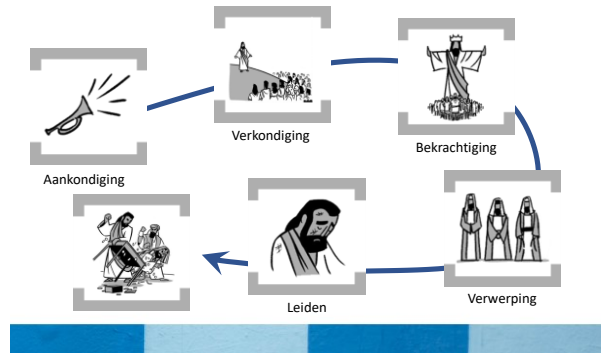 Aankondiging
Verkondiging
Bekrachtiging
Verwerping
Leiden